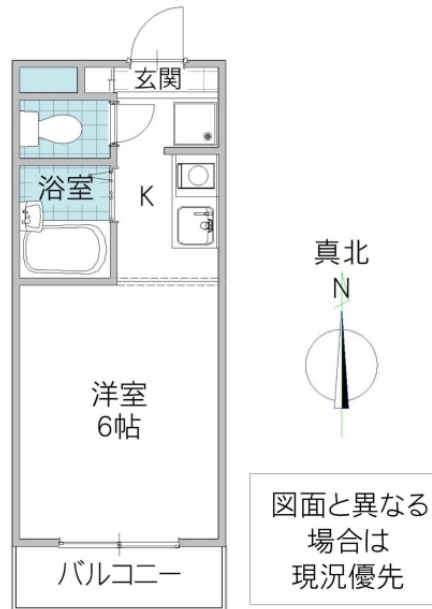 玄関
浴室
K
洋室
6帖
バルコニー
真北
N
図面と異なる
場合は
現況優先